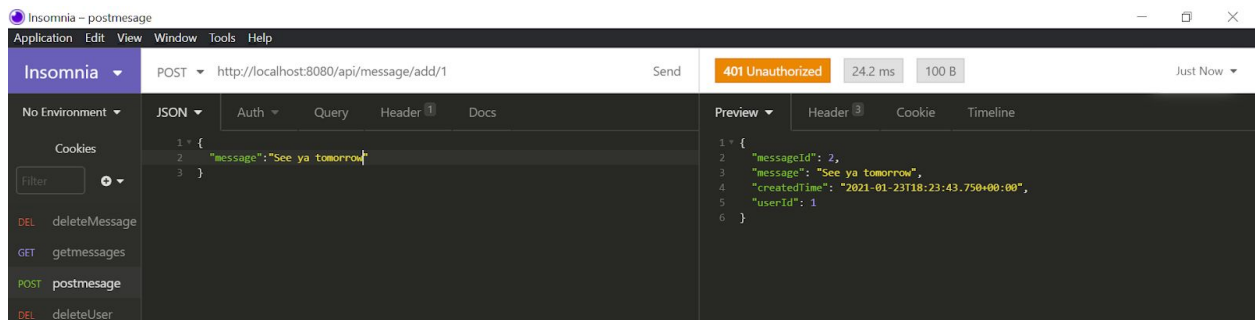 Insomnia – postmesage
Application Edit View Window Tools Help
Insomnia
POST http://localhost:8080/api/message/add/1 Send
401 Unauthorized 24.2 ms 100 B Just Now
No Environment
JSON Auth Query Header 1 Docs
Preview Header 3 Cookie Timeline
Cookies
Filter
1 {
2 "message":"See ya tomorrow"
3 }
1 {
2 "messageId": 2,
3 "message": "See ya tomorrow",
4 "createdTime": "2021-01-23T18:23:43.750+00:00",
5 "userId": 1
6 }
DEL deleteMessage
GET getmessages
POST postmesage
DEL deleteUser